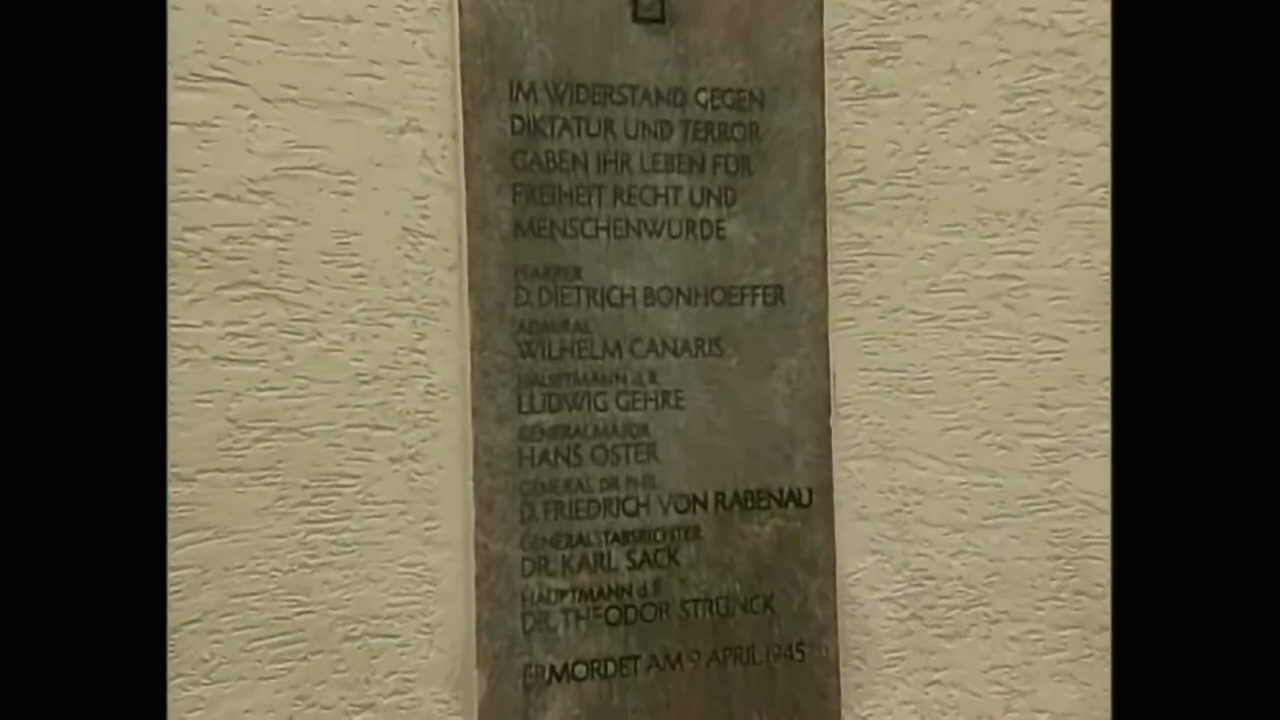 IM WIDERSTAND GEGEN
DIKTATUR UND TERROR
GABEN IHR LEBEN FÜR
FREIHEIT RECHT UND
MENSCHENWÜRDE
PFARRER
D. DIETRICH BONHOEFFER
ADMIRAL
WILHELM CANARIS
HAUPTMANN d. R.
LUDWIG GEHRE
GENERALMAJOR
HANS OSTER
GENERAL DR. PHIL.
D. FRIEDRICH VON RABENAU
GENERALSTABSRICHTER
DR. KARL SACK
HAUPTMANN d. R.
DR. THEODOR STRÜNCK
ERMORDET AM 9 APRIL 1945